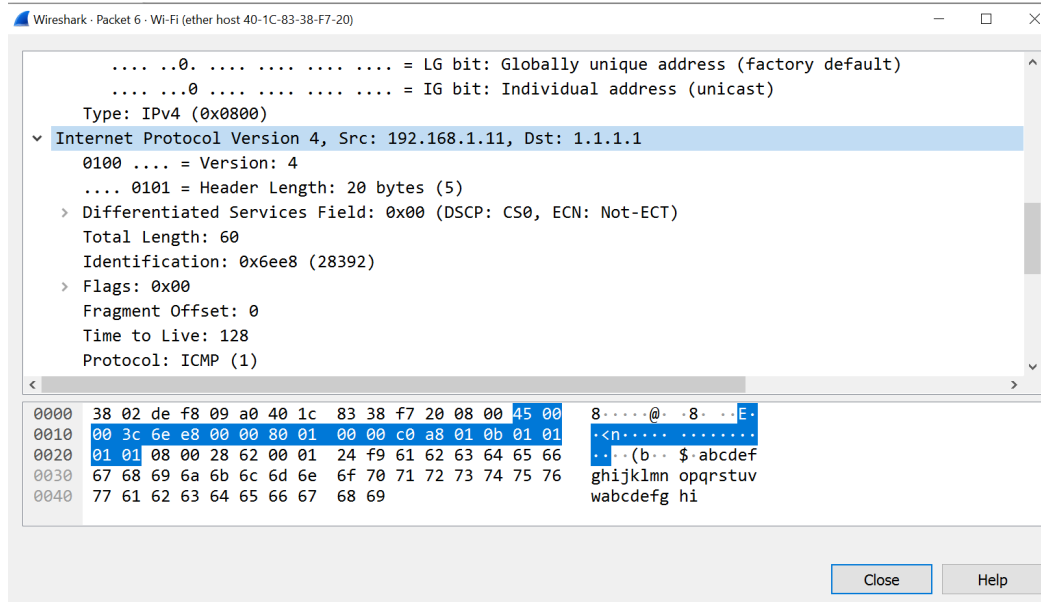 Wireshark · Packet 6 · Wi-Fi (ether host 40-1C-83-38-F7-20)
.... ..0. .... .... .... .... = LG bit: Globally unique address (factory default)
.... ...0 .... .... .... .... = IG bit: Individual address (unicast)
Type: IPv4 (0x0800)
Internet Protocol Version 4, Src: 192.168.1.11, Dst: 1.1.1.1
0100 .... = Version: 4
.... 0101 = Header Length: 20 bytes (5)
Differentiated Services Field: 0x00 (DSCP: CS0, ECN: Not-ECT)
Total Length: 60
Identification: 0x6ee8 (28392)
Flags: 0x00
Fragment Offset: 0
Time to Live: 128
Protocol: ICMP (1)
0000 38 02 de f8 09 a0 40 1c 83 38 f7 20 08 00 45 00 8·····@· ·8· ··E·
0010 00 3c 6e e8 00 00 80 01 00 00 c0 a8 01 0b 01 01 ·<n····· ········
0020 01 01 08 00 28 62 00 01 24 f9 61 62 63 64 65 66 ····(b·· $·abcdef
0030 67 68 69 6a 6b 6c 6d 6e 6f 70 71 72 73 74 75 76 ghijklmn opqrstuv
0040 77 61 62 63 64 65 66 67 68 69 wabcdefg hi
Close Help